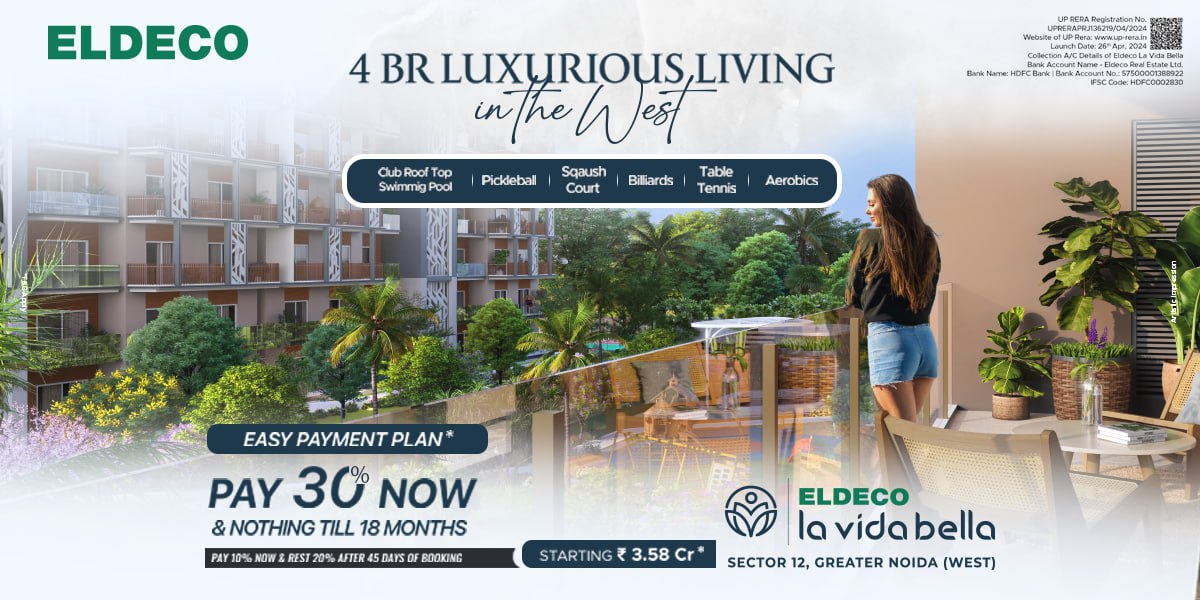 ELDECO
UP RERA Registration No.
UPRERAPRJ136219/04/2024
Website of UP Rera: www.up-rera.in
Launch Date: 26th Apr, 2024
Collection A/C Details of Eldeco La Vida Bella
Bank Account Name - Eldeco Real Estate Ltd.
Bank Name: HDFC Bank | Bank Account No.: 57500001388922
IFSC Code: HDFC0002830
4 BR LUXURIOUS LIVING
in the West
Club Roof Top
Swimmig Pool
Pickleball
Sqaush
Court
Billiards
Table
Tennis
Aerobics
Artistic Impression
EASY PAYMENT PLAN*
PAY 30% NOW
& NOTHING TILL 18 MONTHS
PAY 10% NOW & REST 20% AFTER 45 DAYS OF BOOKING
STARTING ₹ 3.58 Cr*
ELDECO
la vida bella
SECTOR 12, GREATER NOIDA (WEST)